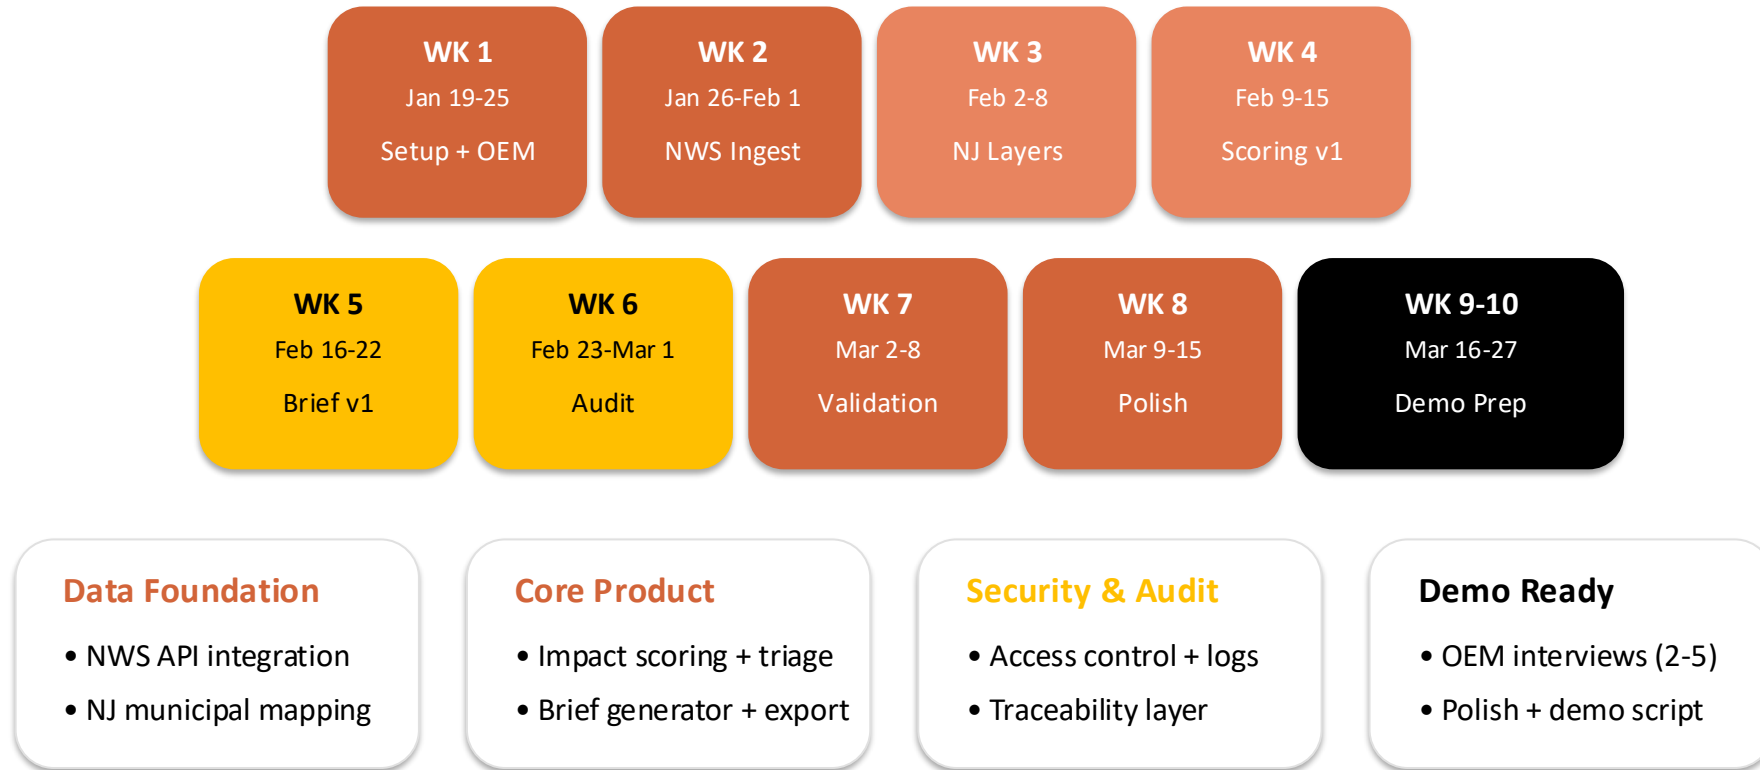 WK 1
Jan 19-25
Setup + OEM
WK 2
Jan 26-Feb 1
NWS Ingest
WK 3
Feb 2-8
NJ Layers
WK 4
Feb 9-15
Scoring v1
WK 5
Feb 16-22
Brief v1
WK 6
Feb 23-Mar 1
Audit
WK 7
Mar 2-8
Validation
WK 8
Mar 9-15
Polish
WK 9-10
Mar 16-27
Demo Prep
Data Foundation
• NWS API integration
• NJ municipal mapping
Core Product
• Impact scoring + triage
• Brief generator + export
Security & Audit
• Access control + logs
• Traceability layer
Demo Ready
• OEM interviews (2-5)
• Polish + demo script